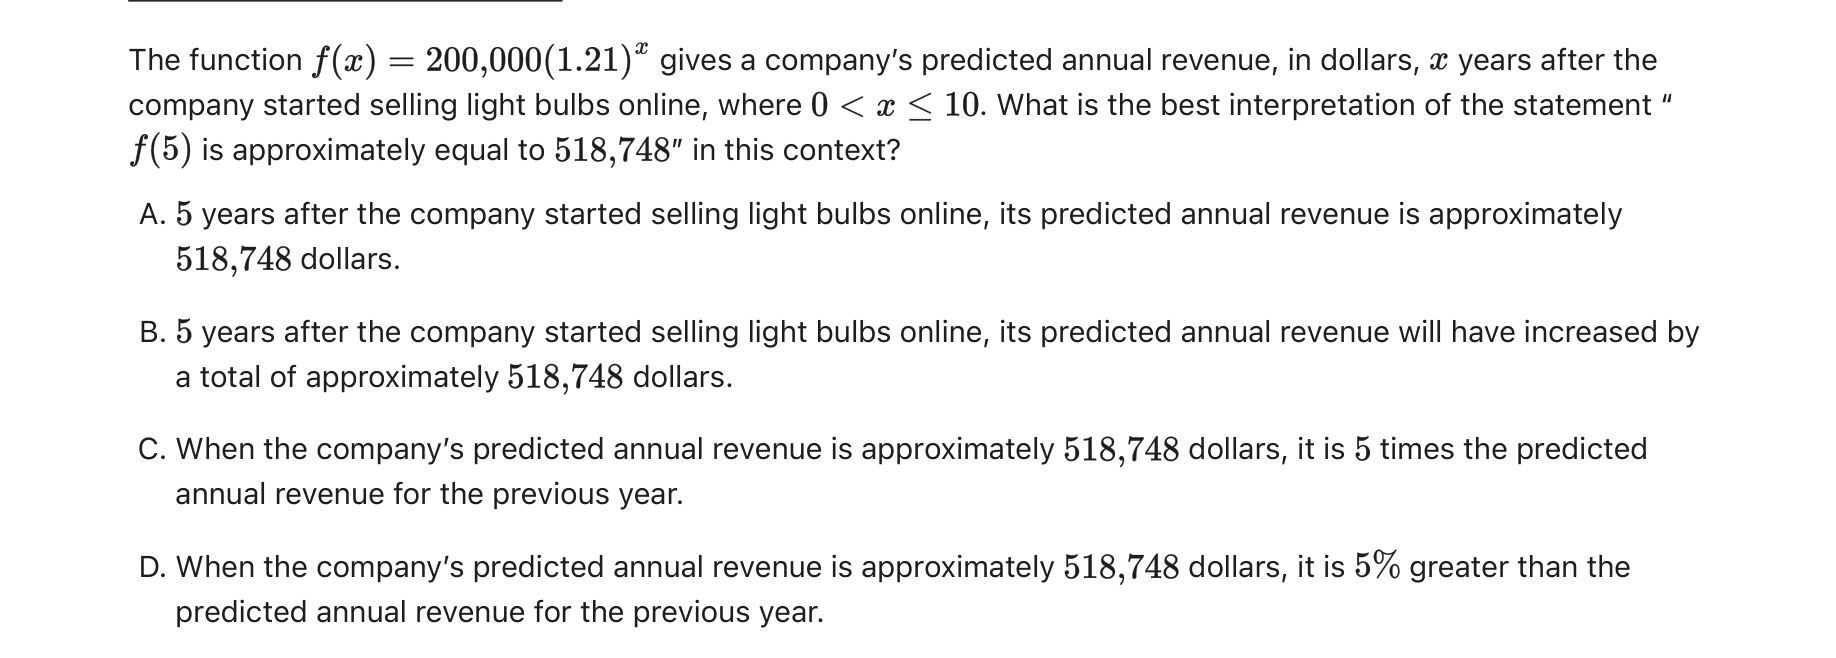 The function f(x) = 200,000(1.21)^x gives a company's predicted annual revenue, in dollars, x years after the
company started selling light bulbs online, where 0 < x ≤ 10. What is the best interpretation of the statement "
f(5) is approximately equal to 518,748" in this context?
A. 5 years after the company started selling light bulbs online, its predicted annual revenue is approximately
518,748 dollars.
B. 5 years after the company started selling light bulbs online, its predicted annual revenue will have increased by
a total of approximately 518,748 dollars.
C. When the company's predicted annual revenue is approximately 518,748 dollars, it is 5 times the predicted
annual revenue for the previous year.
D. When the company's predicted annual revenue is approximately 518,748 dollars, it is 5% greater than the
predicted annual revenue for the previous year.